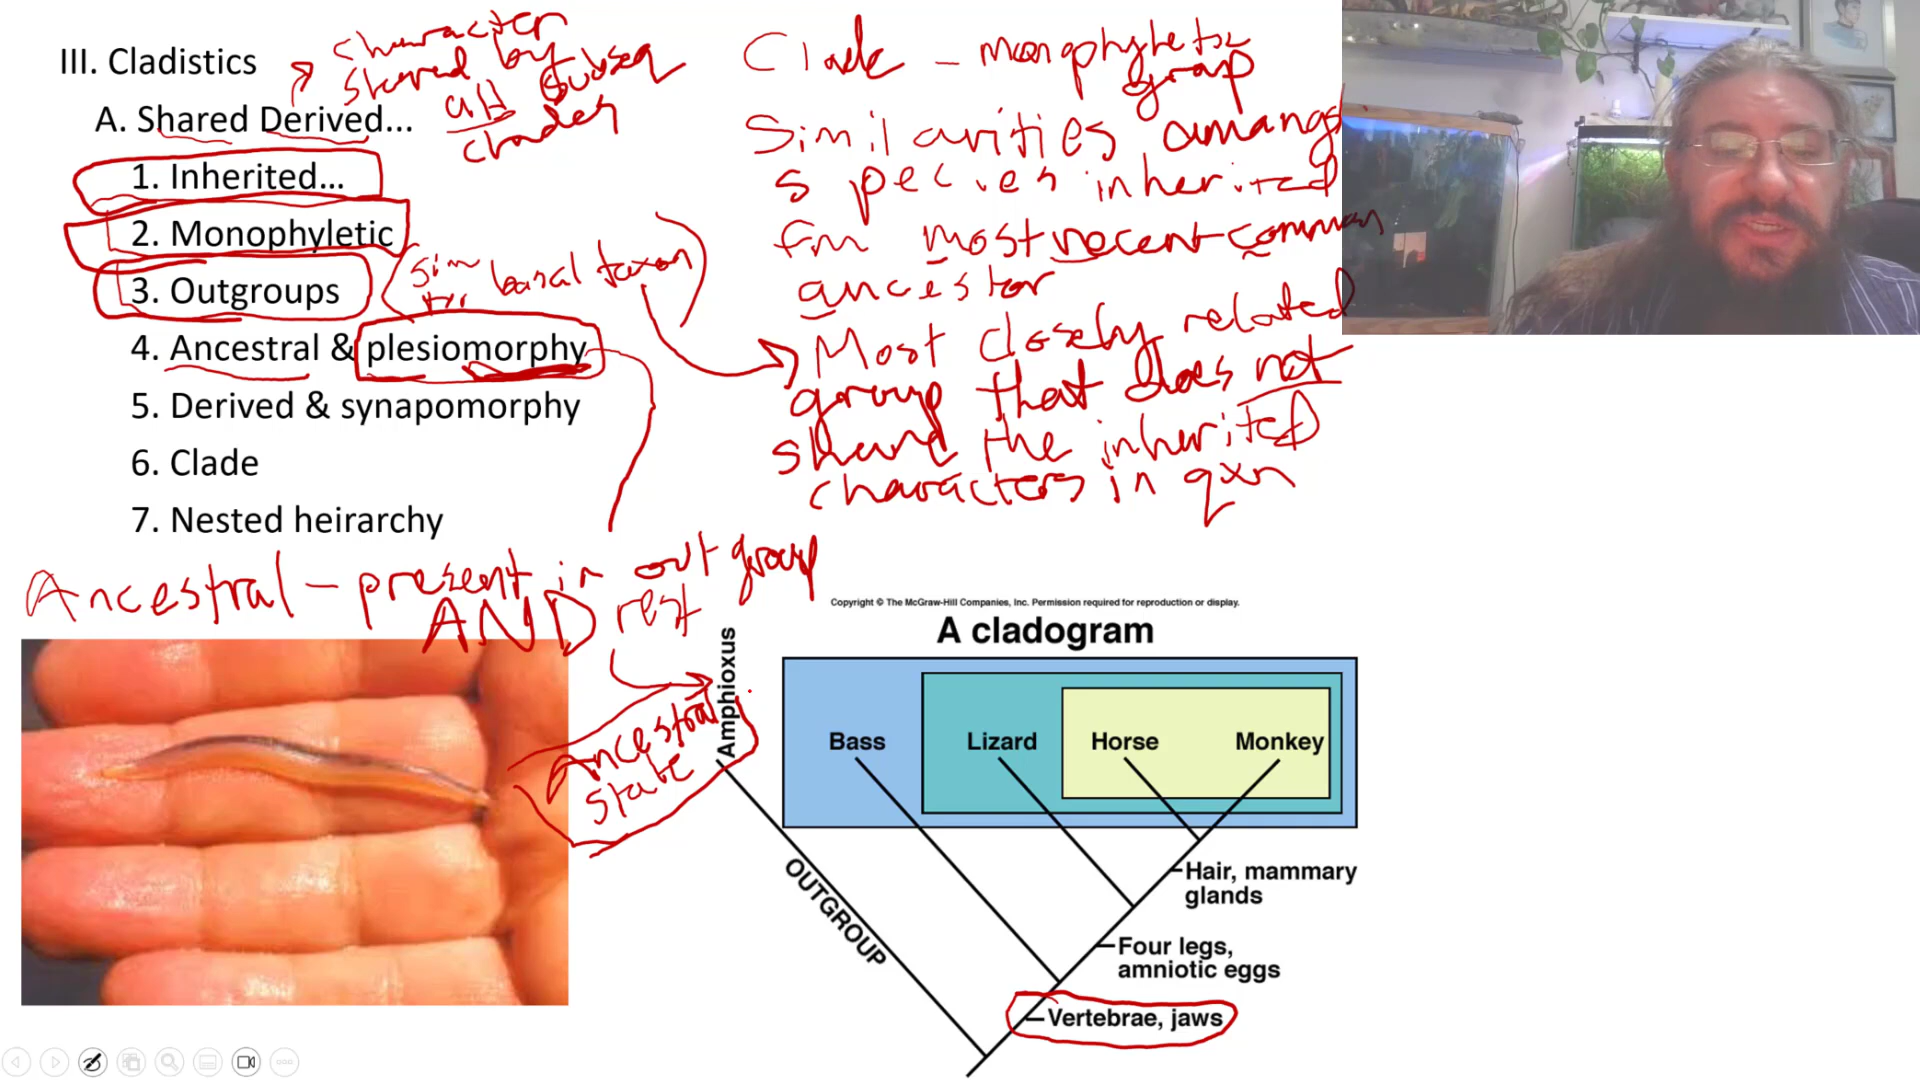 III. Cladistics
A. Shared Derived...
1. Inherited...
2. Monophyletic
3. Outgroups
4. Ancestral & plesiomorphy
5. Derived & synapomorphy
6. Clade
7. Nested heirarchy
character
shared by
all subseq
clades
sim
to basal taxon
Clade - monophyletic
group
Similarities amongst
species inherited
fm most recent common
ancestor
Most closely related
group that does not
share the inherited
characters in qxn
Ancestral - present in out group
AND rest
Ancestral
state
Copyright © The McGraw-Hill Companies, Inc. Permission required for reproduction or display.
A cladogram
Amphioxus
Bass
Lizard
Horse
Monkey
OUTGROUP
Hair, mammary
glands
Four legs,
amniotic eggs
Vertebrae, jaws